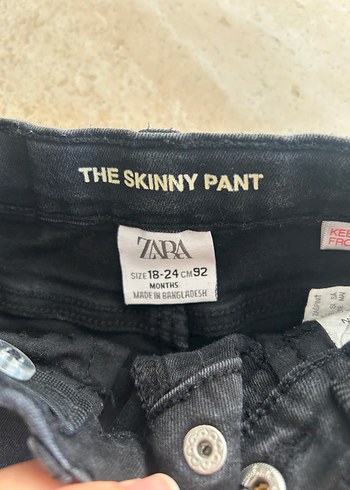 THE SKINNY PANT
ZARA
SIZE 18-24 CM 92
MONTHS
MADE IN BANGLADESH